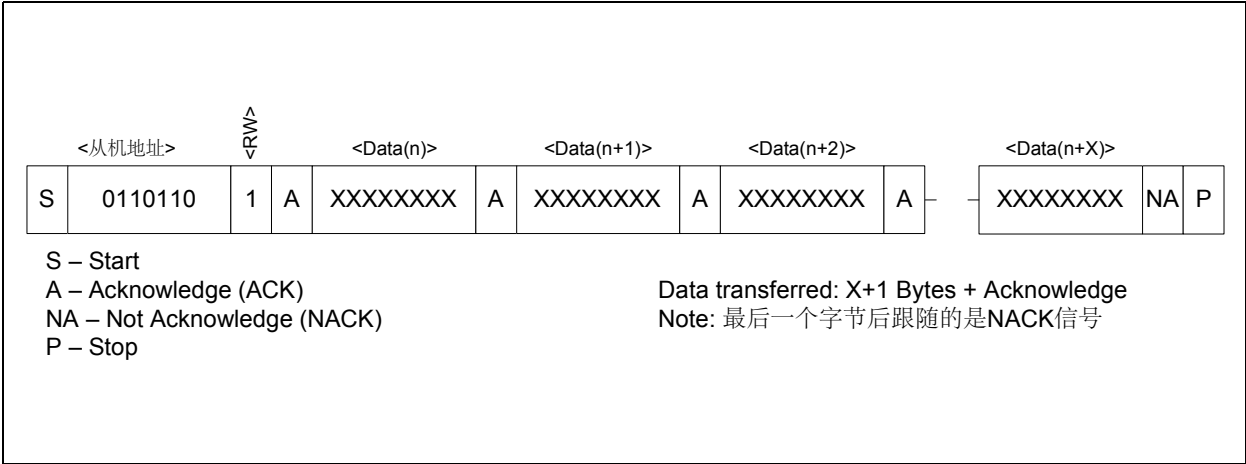 <从机地址> <RW> <Data(n)> <Data(n+1)> <Data(n+2)> <Data(n+X)>
S 0110110 1 A XXXXXXXX A XXXXXXXX A XXXXXXXX A XXXXXXXX NA P
S – Start
A – Acknowledge (ACK)
NA – Not Acknowledge (NACK)
P – Stop
Data transferred: X+1 Bytes + Acknowledge
Note: 最后一个字节后跟随的是NACK信号